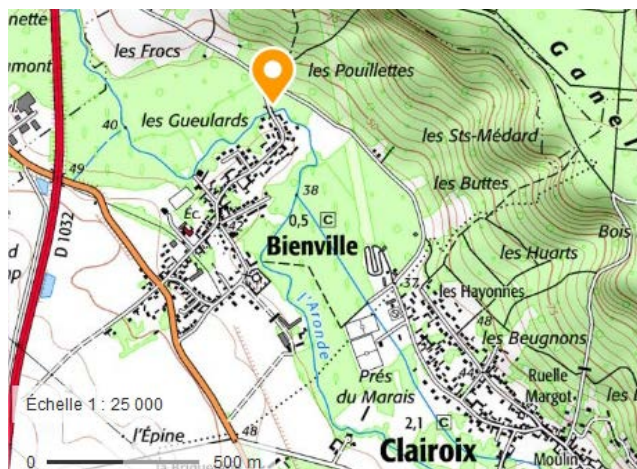 les Frocs
les Pouillettes
les Gueulards
40
49
D 1032
les Sts-Médard
les Buttes
38
0,5 C
Éc.
42
Bienville
Bois
les Huarts
37
les Hayonnes
48
les Beugnons
l'Aronde
Prés
du Marais
44
Ruelle
Margot
Échelle 1 : 25 000
2,1 C
l'Épine
48
Clairoix
Moulin
0 500 m